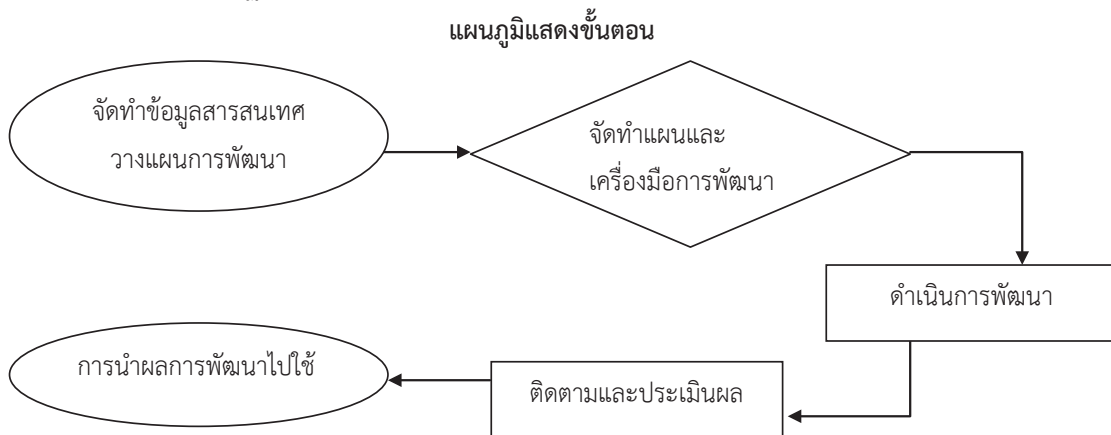 แผนภูมิแสดงขั้นตอน
จัดทำข้อมูลสารสนเทศ
วางแผนการพัฒนา
จัดทำแผนและ
เครื่องมือการพัฒนา
ดำเนินการพัฒนา
ติดตามและประเมินผล
การนำผลการพัฒนาไปใช้